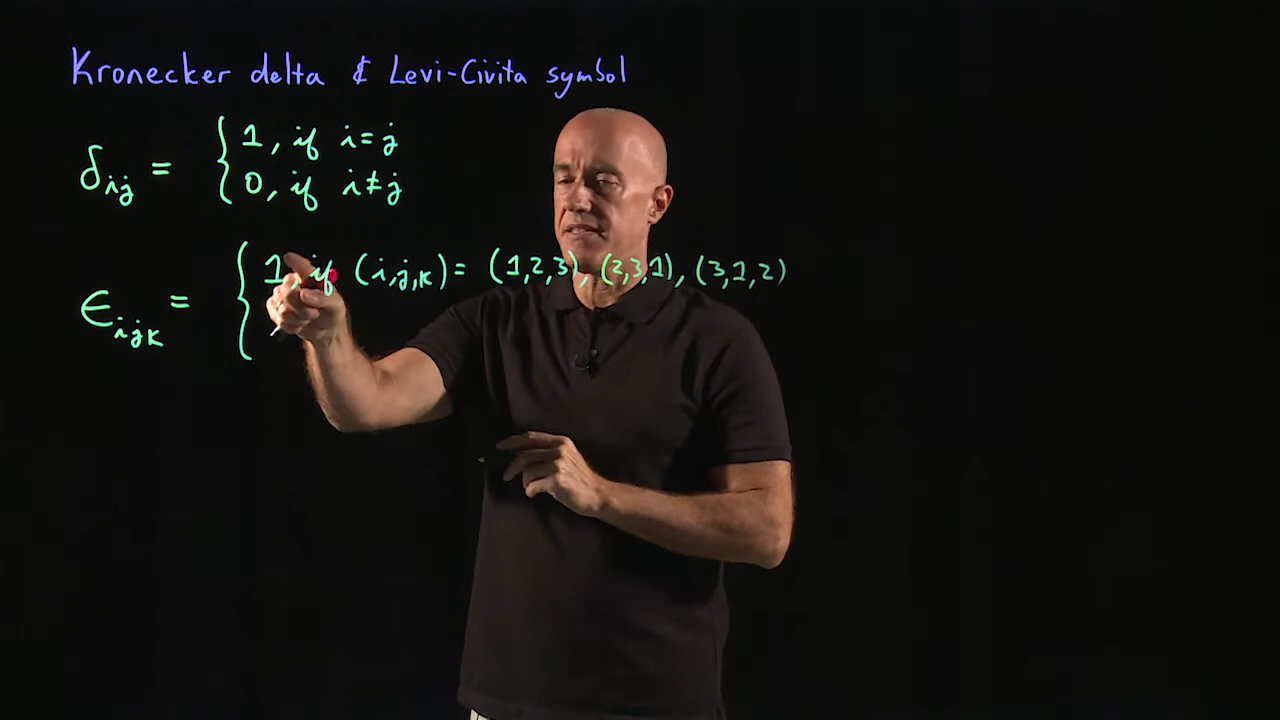 Kronecker delta & Levi-Civita symbol
δᵢⱼ = { 1, if i=j
0, if i≠j
ϵᵢⱼₖ = { 1, if (i,j,k) = (1,2,3), (2,3,1), (3,1,2)